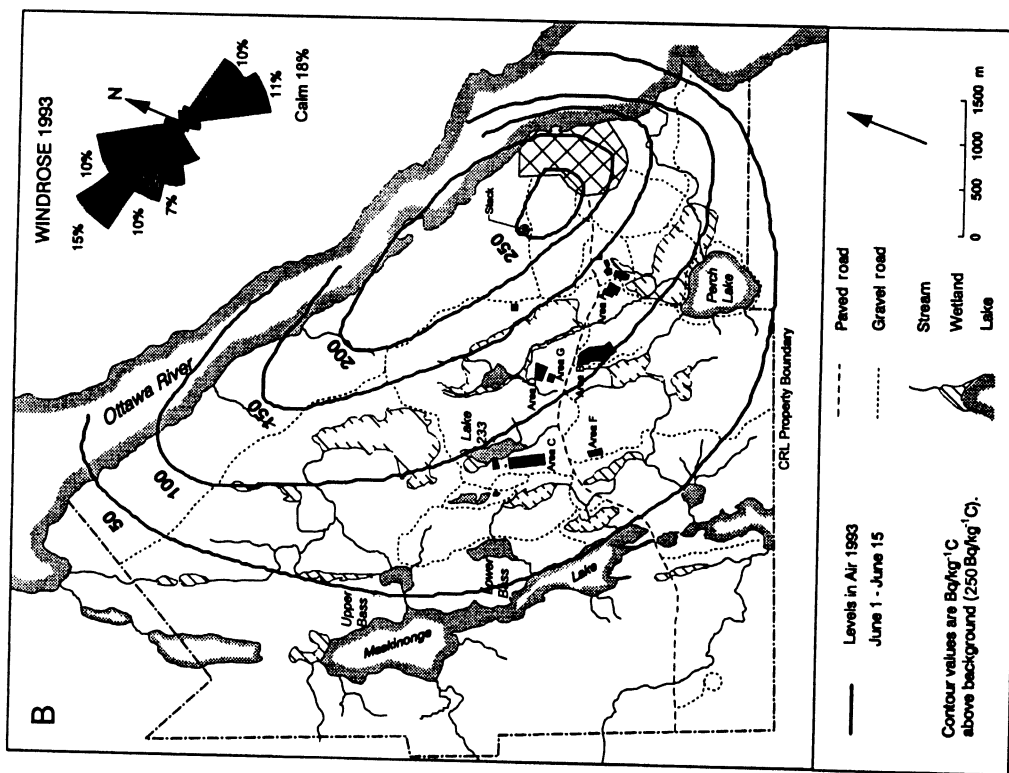 B
WINDROSE 1993
N
15%
10%
10%
7%
10%
11%
Calm 18%
Ottawa River
50
100
150
200
250
Stack
Upper
Bass
Lower
Bass
Maskinonge
Lake
Lake
233
Area C
Area F
Area D
Area G
Area B
Area A
Perch
Lake
CRL Property Boundary
Levels in Air 1993
June 1 - June 15
Contour values are Bq/kg⁻¹C
above background (250 Bq/kg⁻¹C).
Paved road
Gravel road
Stream
Wetland
Lake
0 500 1000 1500 m